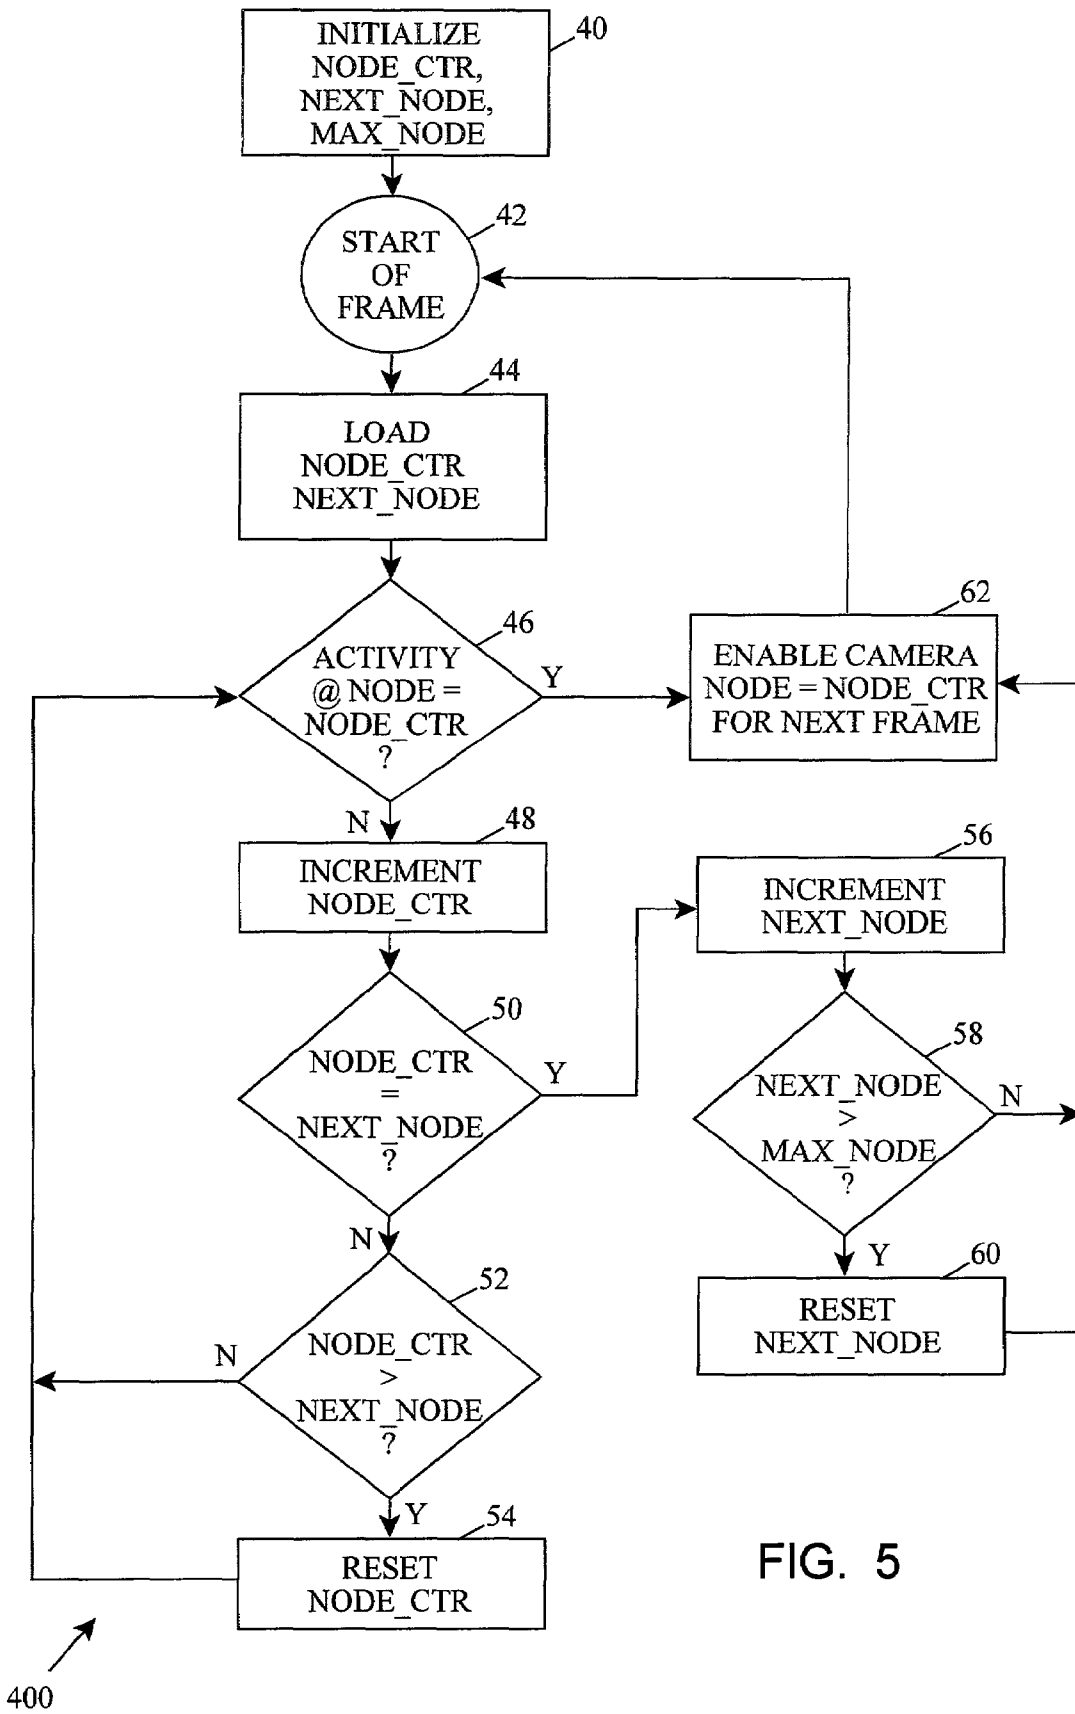 INITIALIZE
NODE_CTR,
NEXT_NODE,
MAX_NODE
40
START
OF
FRAME
42
LOAD
NODE_CTR
NEXT_NODE
44
ACTIVITY
@ NODE =
NODE_CTR
?
46
Y
N
ENABLE CAMERA
NODE = NODE_CTR
FOR NEXT FRAME
62
INCREMENT
NODE_CTR
48
NODE_CTR
=
NEXT_NODE
?
50
Y
N
INCREMENT
NEXT_NODE
56
NEXT_NODE
>
MAX_NODE
?
58
N
Y
RESET
NEXT_NODE
60
NODE_CTR
>
NEXT_NODE
?
52
N
Y
RESET
NODE_CTR
54
FIG. 5
400